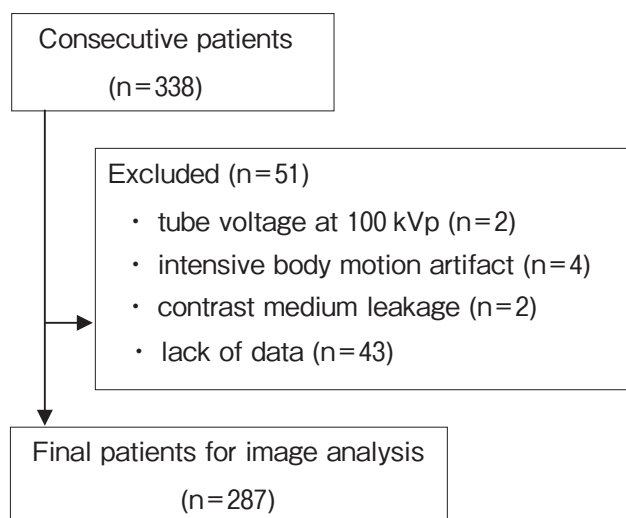 Consecutive patients
(n=338)
Excluded (n=51)
・ tube voltage at 100 kVp (n=2)
・ intensive body motion artifact (n=4)
・ contrast medium leakage (n=2)
・ lack of data (n=43)
Final patients for image analysis
(n=287)